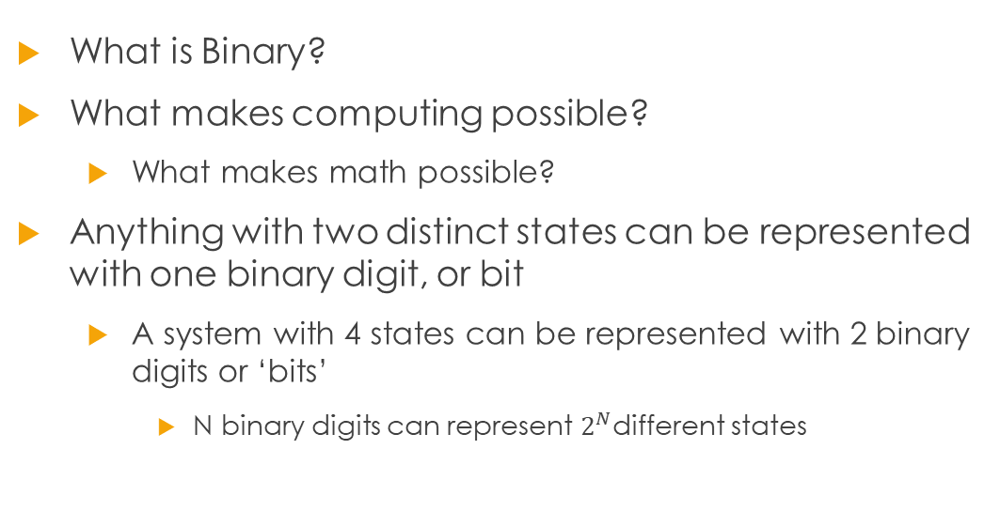 What is Binary?
What makes computing possible?
What makes math possible?
Anything with two distinct states can be represented
with one binary digit, or bit
A system with 4 states can be represented with 2 binary
digits or ‘bits’
N binary digits can represent 2^N different states